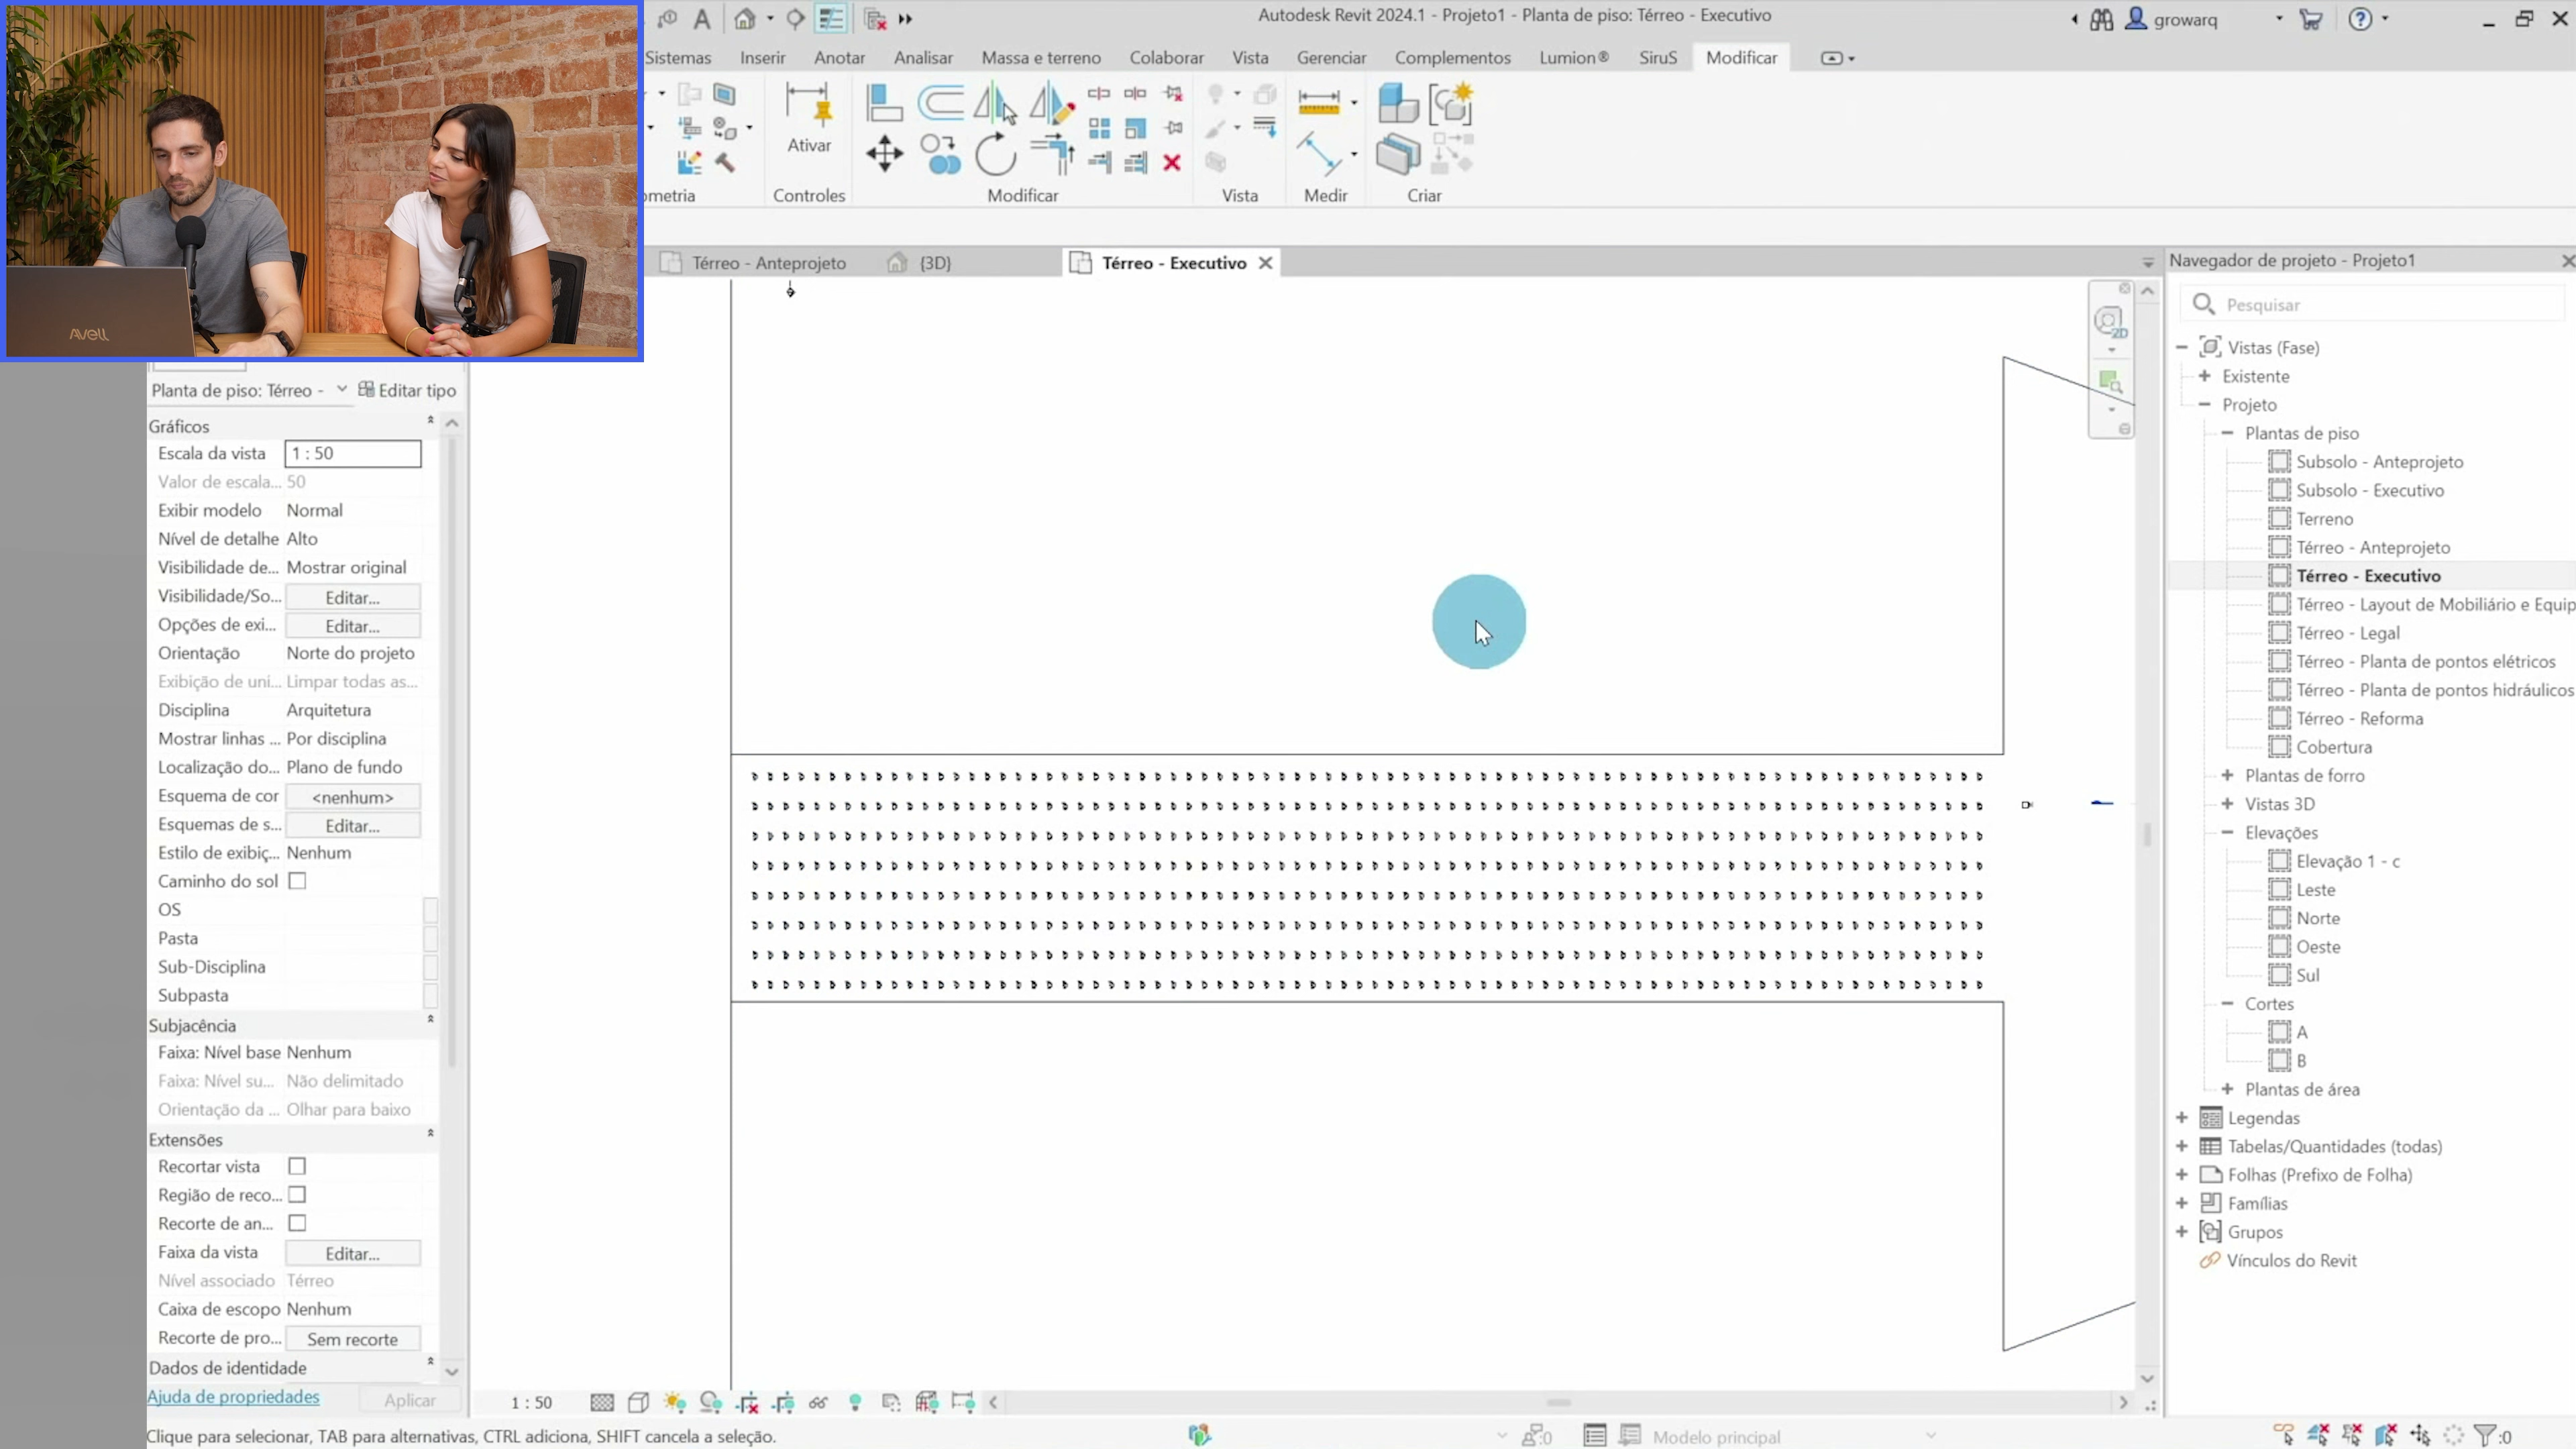 Autodesk Revit 2024.1 - Projeto1 - Planta de piso: Térreo - Executivo
growarq
Sistemas Inserir Anotar Analisar Massa e terreno Colaborar Vista Gerenciar Complementos Lumion® SiruS Modificar
Ativar
ometria Controles Modificar Vista Medir Criar
Avell
Térreo - Anteprojeto {3D} Térreo - Executivo
2D
Planta de piso: Térreo - Editar tipo
Gráficos
Escala da vista 1 : 50
Valor de escala... 50
Exibir modelo Normal
Nível de detalhe Alto
Visibilidade de... Mostrar original
Visibilidade/So... Editar...
Opções de exi... Editar...
Orientação Norte do projeto
Exibição de uni... Limpar todas as...
Disciplina Arquitetura
Mostrar linhas ... Por disciplina
Localização do... Plano de fundo
Esquema de cor <nenhum>
Esquemas de s... Editar...
Estilo de exibiç... Nenhum
Caminho do sol
OS
Pasta
Sub-Disciplina
Subpasta
Subjacência
Faixa: Nível base Nenhum
Faixa: Nível su... Não delimitado
Orientação da ... Olhar para baixo
Extensões
Recortar vista
Região de reco...
Recorte de an...
Faixa da vista Editar...
Nível associado Térreo
Caixa de escopo Nenhum
Recorte de pro... Sem recorte
Dados de identidade
Ajuda de propriedades Aplicar
Navegador de projeto - Projeto1
Pesquisar
Vistas (Fase)
Existente
Projeto
Plantas de piso
Subsolo - Anteprojeto
Subsolo - Executivo
Terreno
Térreo - Anteprojeto
Térreo - Executivo
Térreo - Layout de Mobiliário e Equip
Térreo - Legal
Térreo - Planta de pontos elétricos
Térreo - Planta de pontos hidráulicos
Térreo - Reforma
Cobertura
Plantas de forro
Vistas 3D
Elevações
Elevação 1 - c
Leste
Norte
Oeste
Sul
Cortes
A
B
Plantas de área
Legendas
Tabelas/Quantidades (todas)
Folhas (Prefixo de Folha)
Famílias
Grupos
Vínculos do Revit
1 : 50
Clique para selecionar, TAB para alternativas, CTRL adiciona, SHIFT cancela a seleção.
:0
Modelo principal
:0